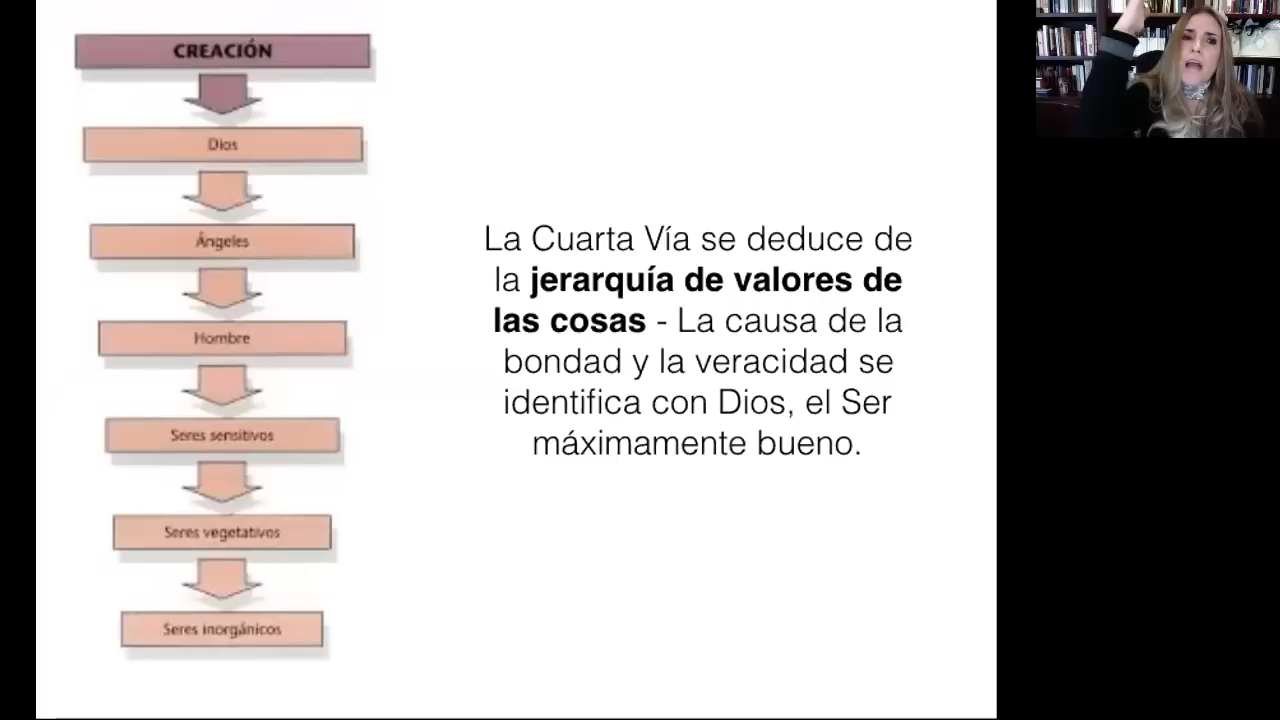 CREACIÓN
Dios
Ángeles
Hombre
Seres sensitivos
Seres vegetativos
Seres inorgánicos
La Cuarta Vía se deduce de
la jerarquía de valores de
las cosas - La causa de la
bondad y la veracidad se
identifica con Dios, el Ser
máximamente bueno.